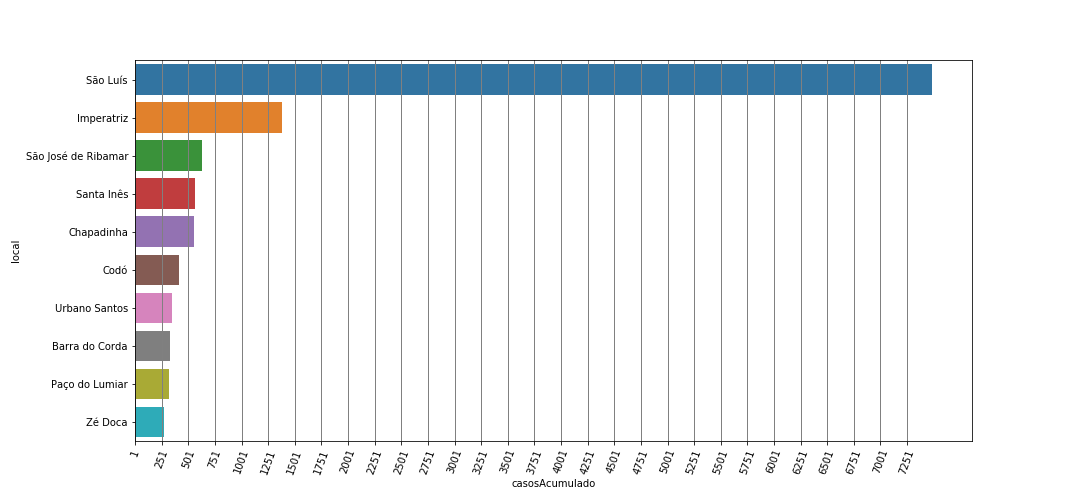 São Luís
Imperatriz
São José de Ribamar
Santa Inês
Chapadinha
Codó
Urbano Santos
Barra do Corda
Paço do Lumiar
Zé Doca
local
1 251 501 751 1001 1251 1501 1751 2001 2251 2501 2751 3001 3251 3501 3751 4001 4251 4501 4751 5001 5251 5501 5751 6001 6251 6501 6751 7001 7251
casosAcumulado